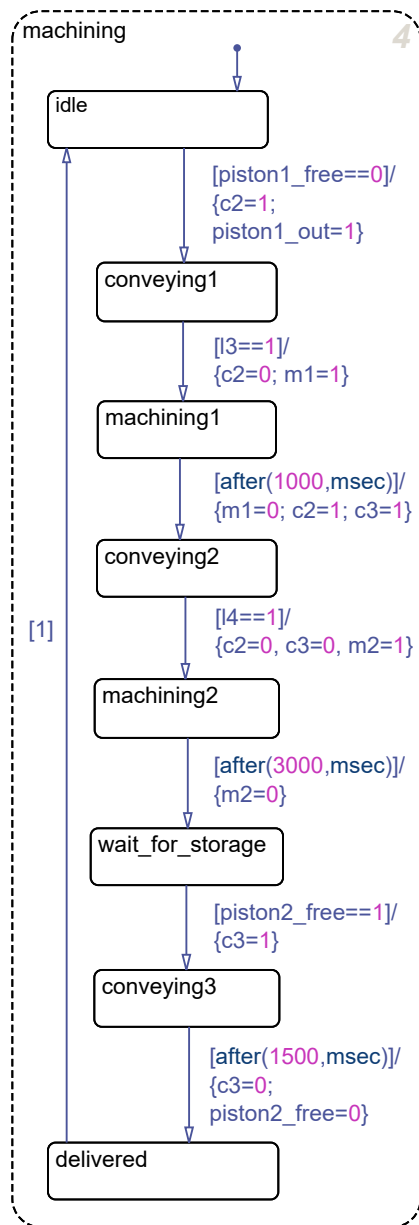 machining
4
idle
[piston1_free==0]/
{c2=1;
piston1_out=1}
conveying1
[l3==1]/
{c2=0; m1=1}
machining1
[after(1000,msec)]/
{m1=0; c2=1; c3=1}
conveying2
[l4==1]/
{c2=0, c3=0, m2=1}
[1]
machining2
[after(3000,msec)]/
{m2=0}
wait_for_storage
[piston2_free==1]/
{c3=1}
conveying3
[after(1500,msec)]/
{c3=0;
piston2_free=0}
delivered